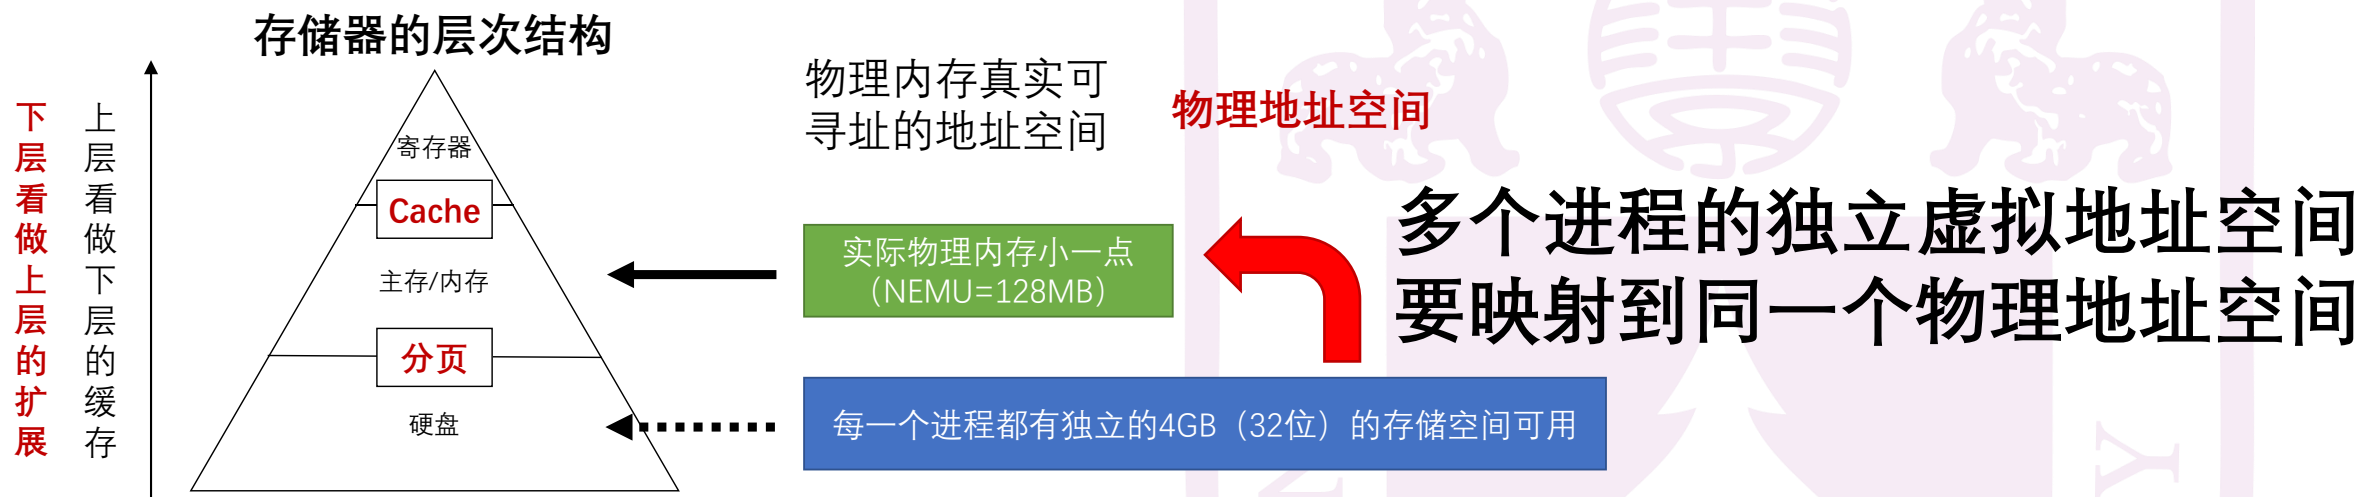 存储器的层次结构
下层看做上层的扩展
上层看做下层的缓存
寄存器
Cache
主存/内存
分页
硬盘
物理内存真实可
寻址的地址空间
物理地址空间
实际物理内存小一点
（NEMU=128MB）
多个进程的独立虚拟地址空间
要映射到同一个物理地址空间
每一个进程都有独立的4GB（32位）的存储空间可用
N
Y